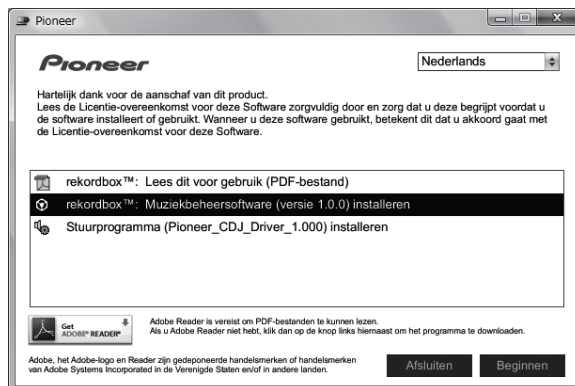 Pioneer
Pioneer
Nederlands
Hartelijk dank voor de aanschaf van dit product.
Lees de Licentie-overeenkomst voor deze Software zorgvuldig door en zorg dat u deze begrijpt voordat u
de software installeert of gebruikt. Wanneer u deze software gebruikt, betekent dit dat u akkoord gaat met
de Licentie-overeenkomst voor deze Software.
rekordbox™: Lees dit voor gebruik (PDF-bestand)
rekordbox™: Muziekbeheersoftware (versie 1.0.0) installeren
Stuurprogramma (Pioneer_CDJ_Driver_1.000) installeren
Get
ADOBE® READER®
Adobe Reader is vereist om PDF-bestanden te kunnen lezen.
Als u Adobe Reader niet hebt, klik dan op de knop links hiernaast om het programma te downloaden.
Adobe, het Adobe-logo en Reader zijn gedeponeerde handelsmerken of handelsmerken
van Adobe Systems Incorporated in de Verenigde Staten en/of in andere landen.
Afsluiten
Beginnen